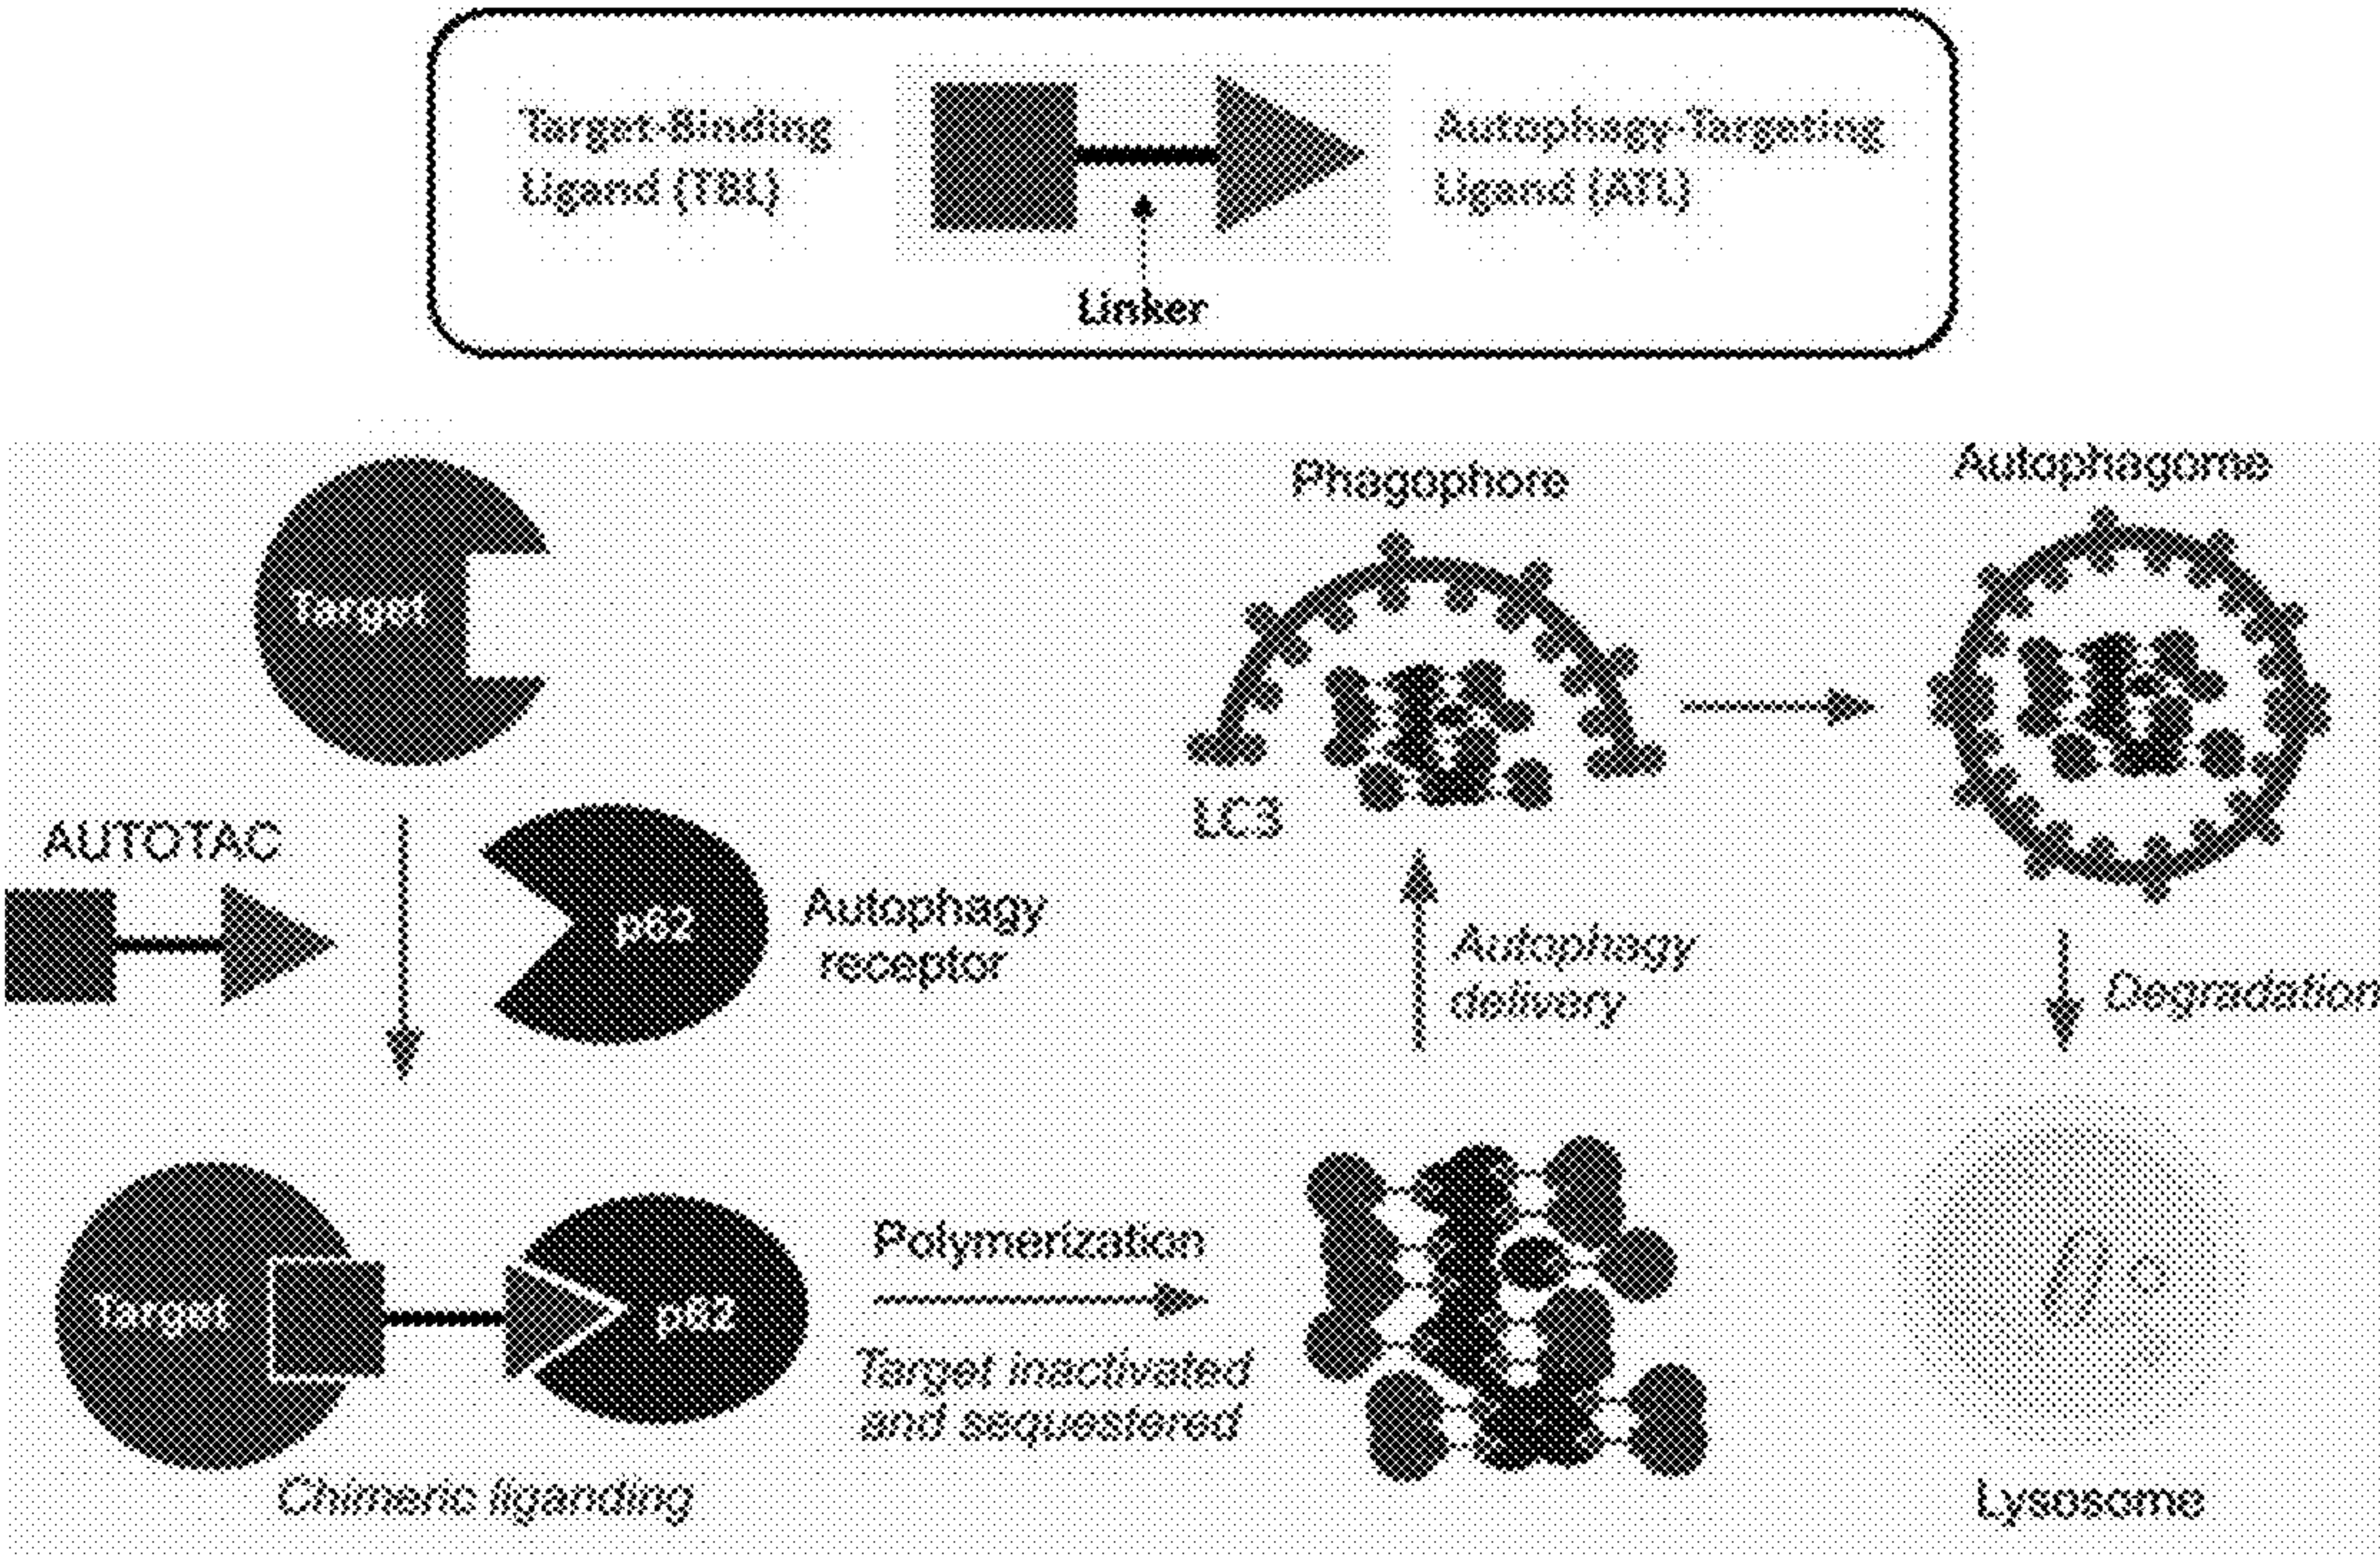 Target-Binding
Ligand (TBL)
Autophagy-Targeting
Ligand (ATL)
Linker
Target
AUTOTAC
p62
Autophagy
receptor
Phagophore
LC3
Autophagome
Autophagy
delivery
Degradation
Target
p62
Chimeric liganding
Polymerization
Target inactivated
and sequestered
Lysosome